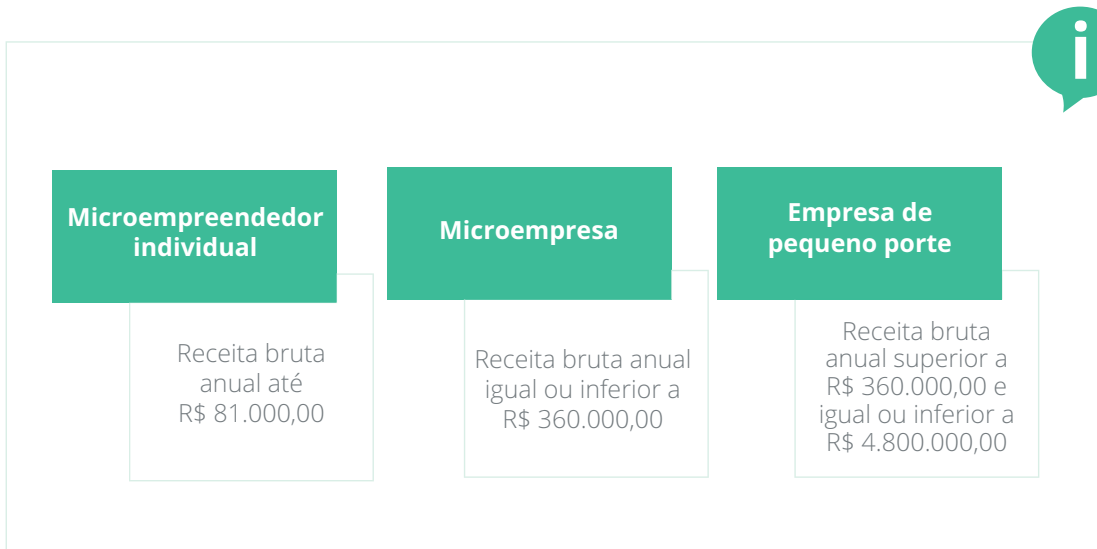 i
Microempreendedor
individual
Receita bruta
anual até
R$ 81.000,00
Microempresa
Receita bruta anual
igual ou inferior a
R$ 360.000,00
Empresa de
pequeno porte
Receita bruta
anual superior a
R$ 360.000,00 e
igual ou inferior a
R$ 4.800.000,00